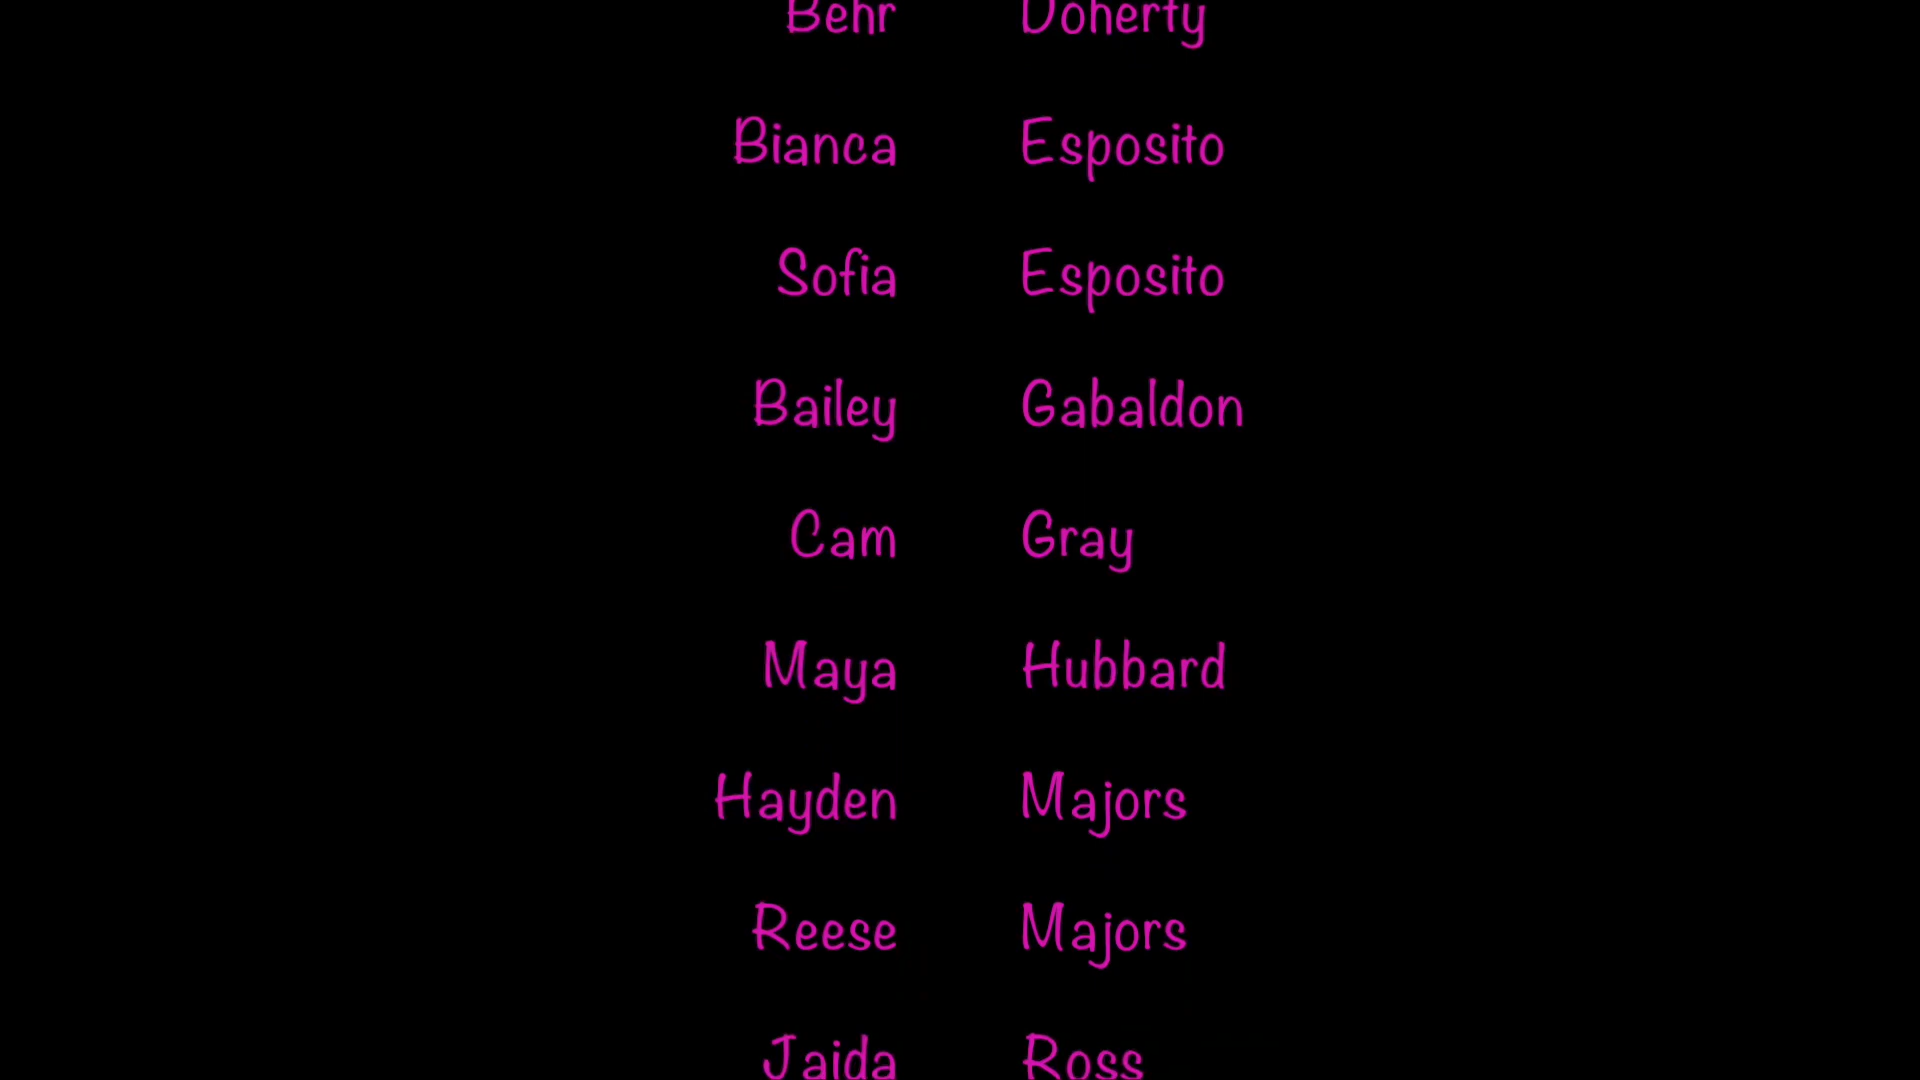 Behr Doherty
Bianca Esposito
Sofia Esposito
Bailey Gabaldon
Cam Gray
Maya Hubbard
Hayden Majors
Reese Majors
Jaida Ross